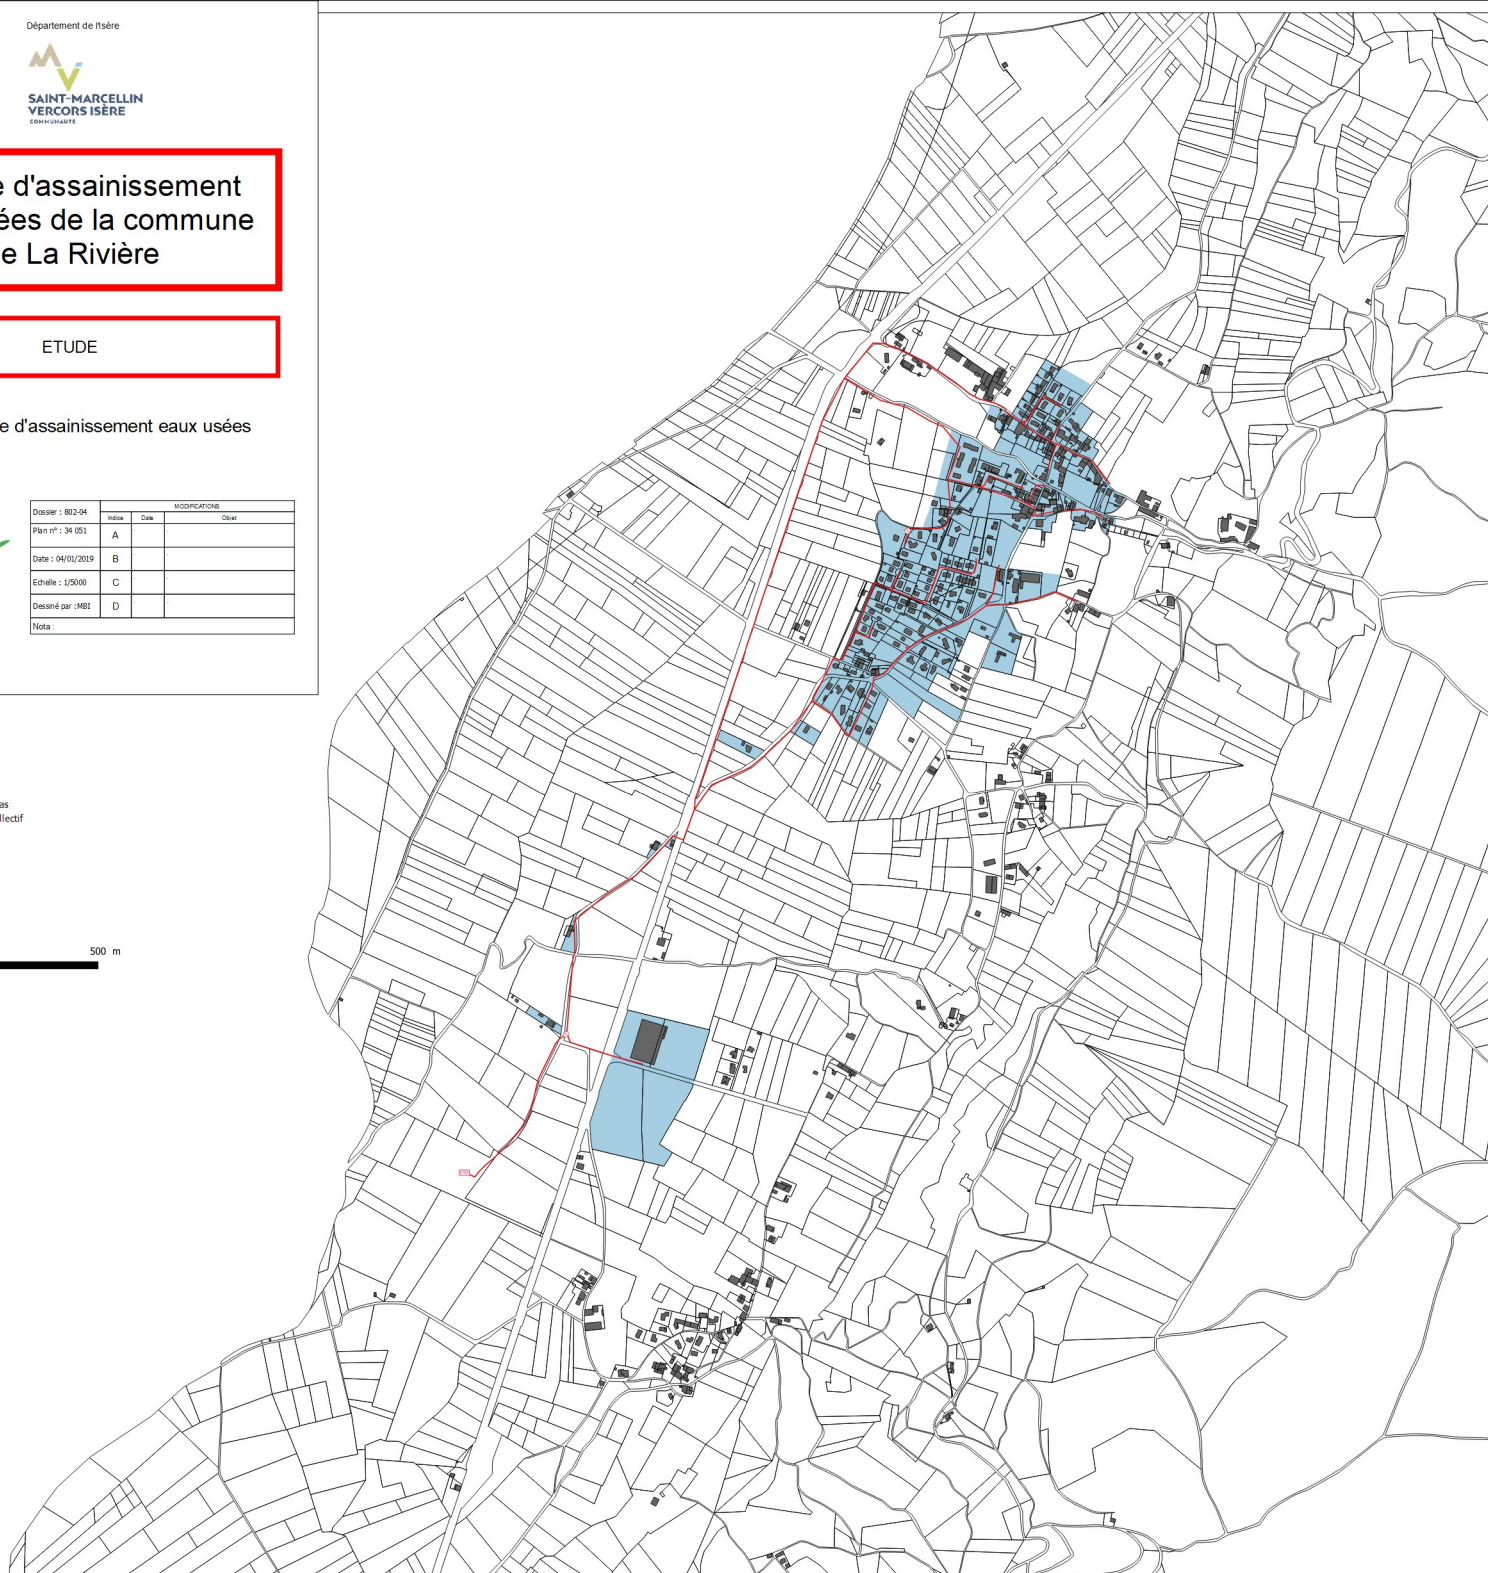 Département de l'Isère
SAINT-MARCELLIN
VERCORS ISÈRE
COMMUNAUTÉ
e d'assainissement
ées de la commune
e La Rivière
ETUDE
e d'assainissement eaux usées
Dossier : 802-04
MODIFICATIONS
Indice Date Objet
Plan n° : 34 051
A
Date : 04/01/2019
B
Echelle : 1/5000
C
Dessiné par :MBI
D
Nota :
as
llectif
500 m